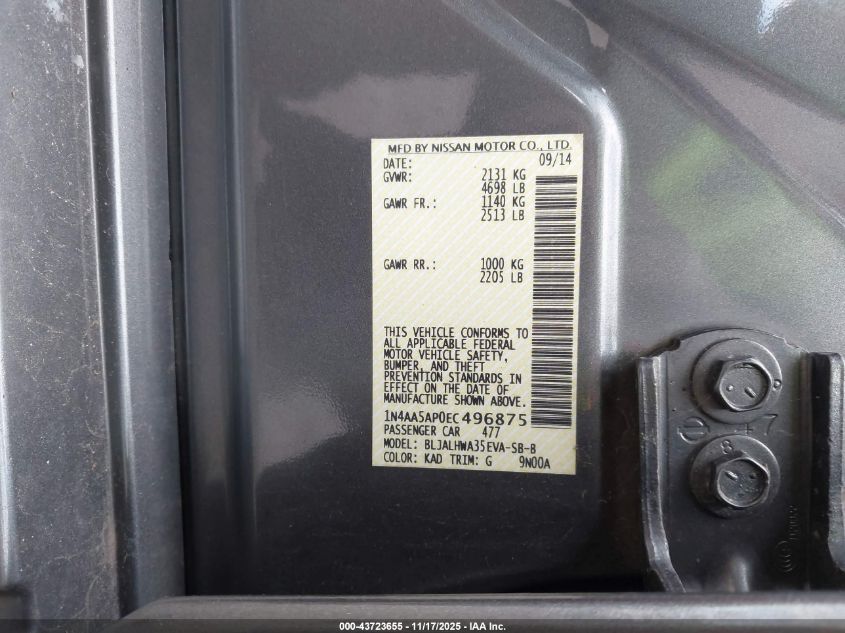 MFD BY NISSAN MOTOR CO., LTD.
DATE: 09/14
GVWR: 2131 KG
4698 LB
GAWR FR.: 1140 KG
2513 LB
GAWR RR.: 1000 KG
2205 LB
THIS VEHICLE CONFORMS TO
ALL APPLICABLE FEDERAL
MOTOR VEHICLE SAFETY,
BUMPER, AND THEFT
PREVENTION STANDARDS IN
EFFECT ON THE DATE OF
MANUFACTURE SHOWN ABOVE.
1N4AA5AP0EC496875
PASSENGER CAR 477
MODEL: BLJALHWA35EVA-SB-B
COLOR: KAD TRIM: G 9N00A
47
8
000-43723655 - 11/17/2025 - IAA Inc.